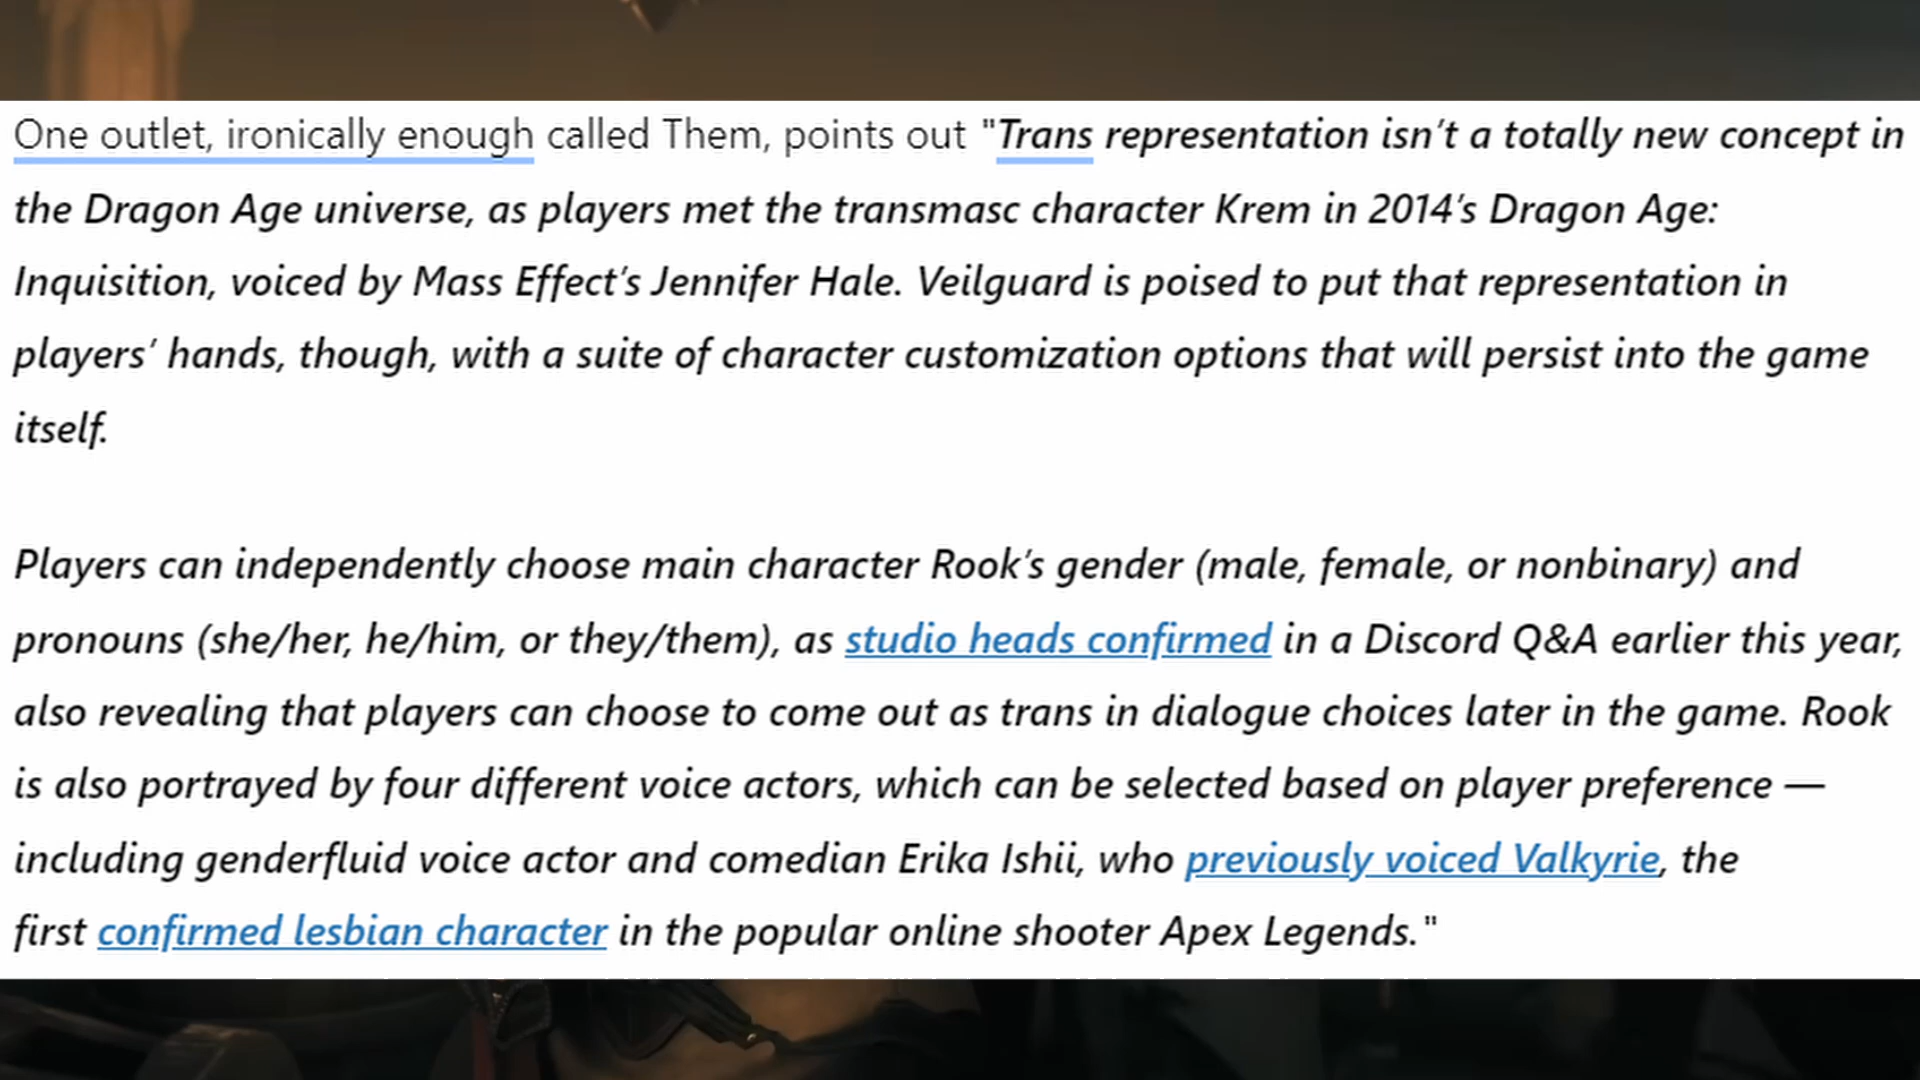 One outlet, ironically enough called Them, points out "Trans representation isn’t a totally new concept in
the Dragon Age universe, as players met the transmasc character Krem in 2014’s Dragon Age:
Inquisition, voiced by Mass Effect’s Jennifer Hale. Veilguard is poised to put that representation in
players’ hands, though, with a suite of character customization options that will persist into the game
itself.
Players can independently choose main character Rook’s gender (male, female, or nonbinary) and
pronouns (she/her, he/him, or they/them), as studio heads confirmed in a Discord Q&A earlier this year,
also revealing that players can choose to come out as trans in dialogue choices later in the game. Rook
is also portrayed by four different voice actors, which can be selected based on player preference —
including genderfluid voice actor and comedian Erika Ishii, who previously voiced Valkyrie, the
first confirmed lesbian character in the popular online shooter Apex Legends."